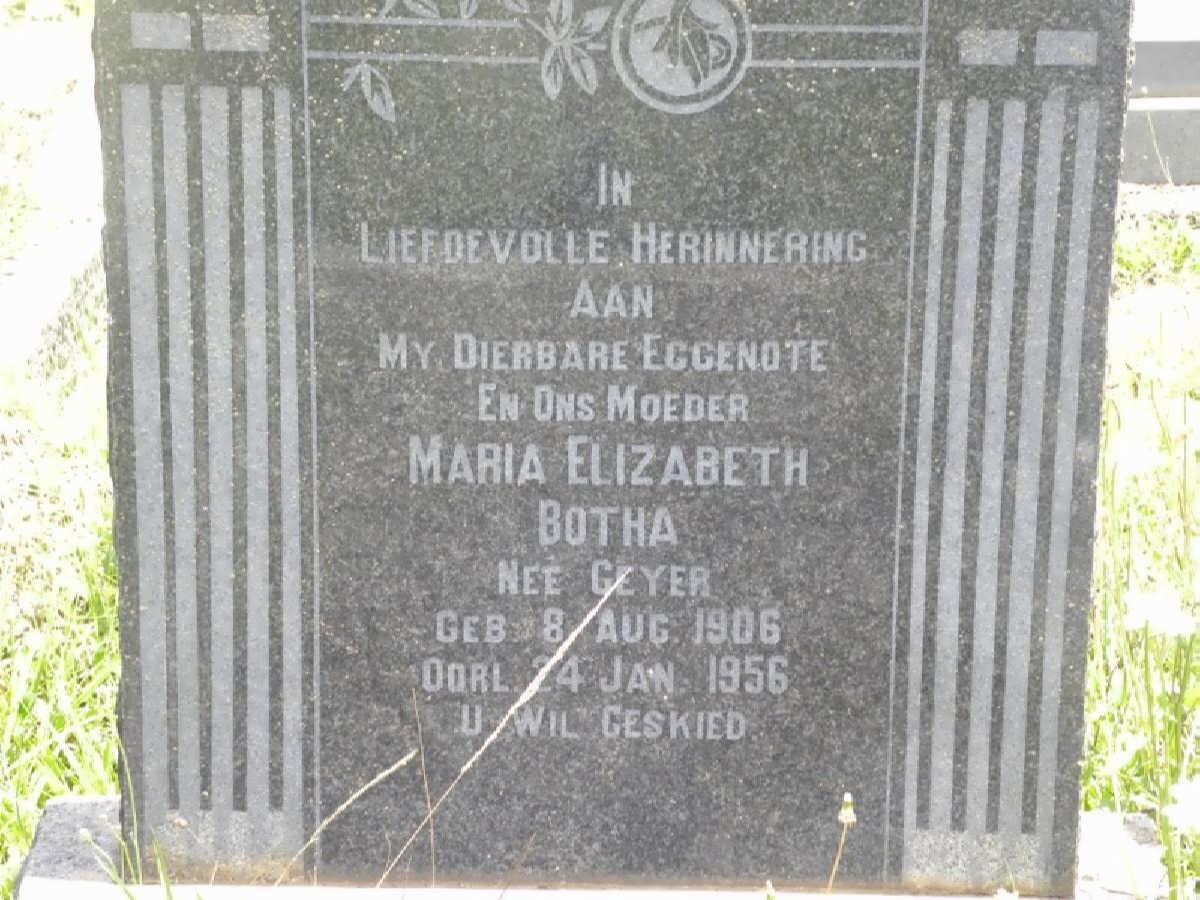 IN
LIEFDEVOLLE HERINNERING
AAN
MY DIERBARE EGGENOTE
EN ONS MOEDER
MARIA ELIZABETH
BOTHA
NEE GEYER
GEB 8 AUG 1906
OORL. 24 JAN. 1956
U WIL GESKIED